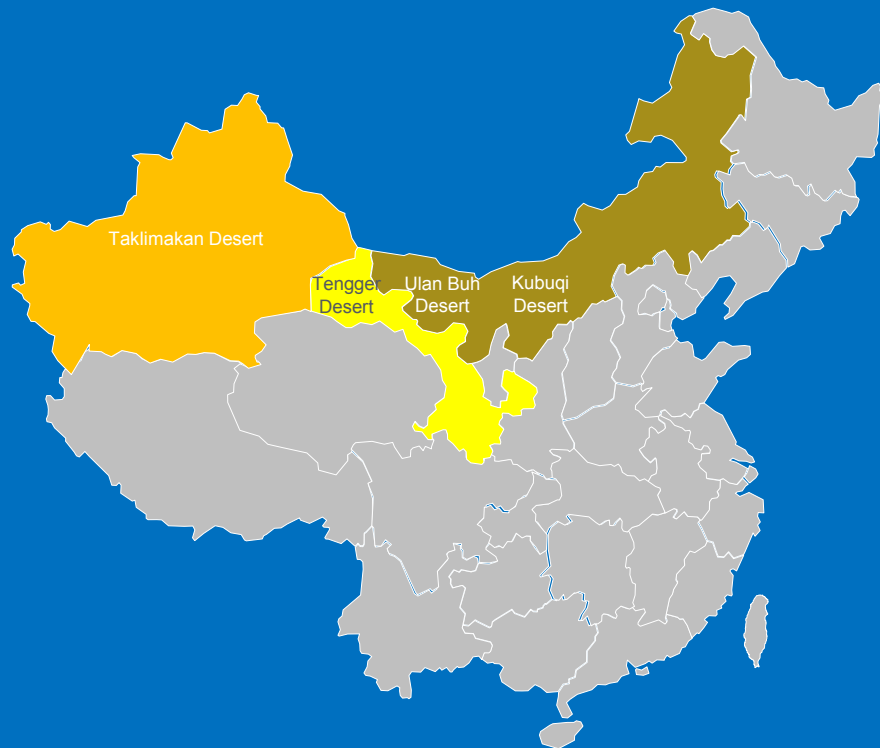 Taklimakan Desert
Tengger
Desert
Ulan Buh
Desert
Kubuqi
Desert